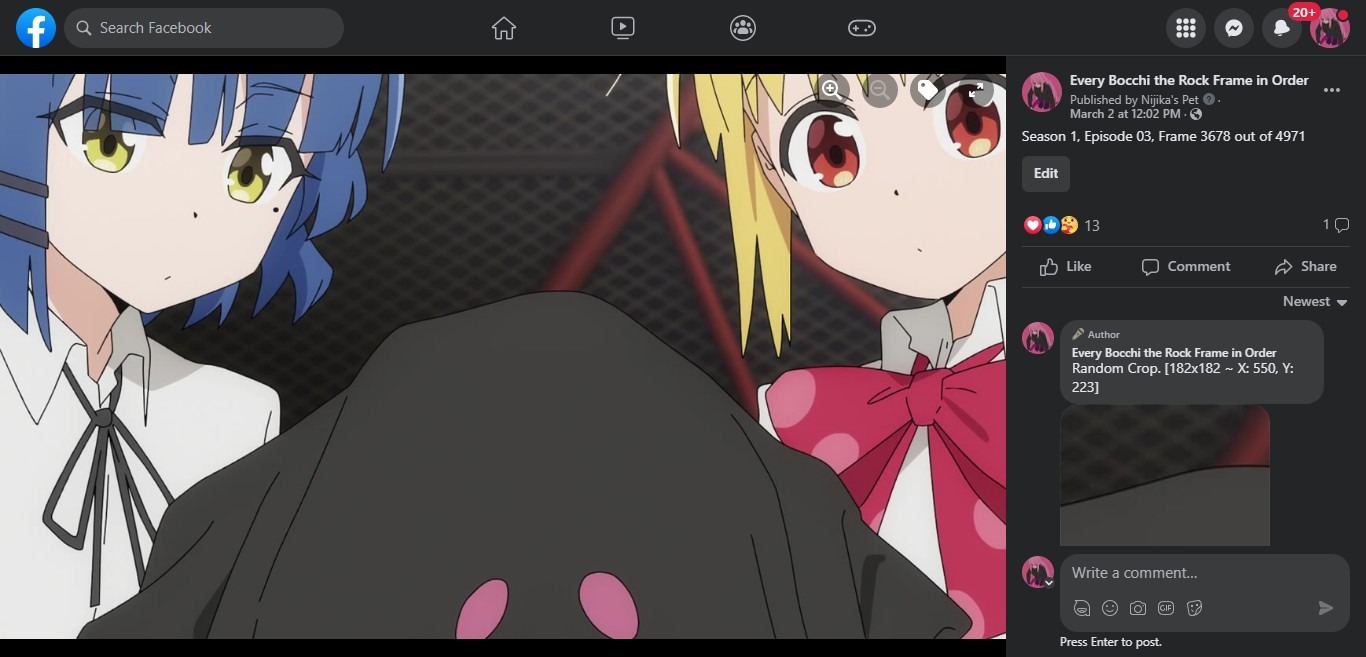 Search Facebook
20+
Every Bocchi the Rock Frame in Order
Published by Nijika's Pet
March 2 at 12:02 PM ·
Season 1, Episode 03, Frame 3678 out of 4971
Edit
13
1
Like
Comment
Share
Newest
Author
Every Bocchi the Rock Frame in Order
Random Crop. [182x182 ~ X: 550, Y:
223]
Write a comment...
GIF
Press Enter to post.